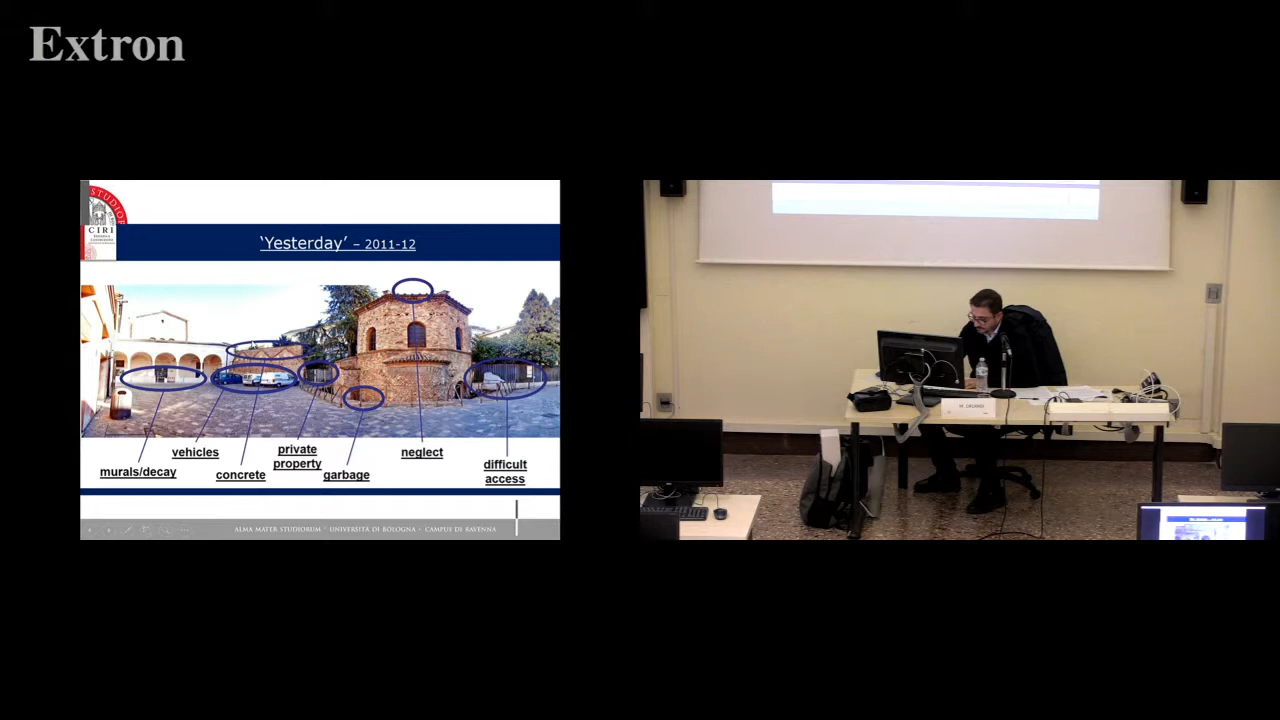 Extron
STUDIOR
CIRI
‘Yesterday’ – 2011-12
vehicles
private
property
neglect
murals/decay
concrete
garbage
difficult
access
ALMA MATER STUDIORUM - UNIVERSITÀ DI BOLOGNA - CAMPUS DI RAVENNA